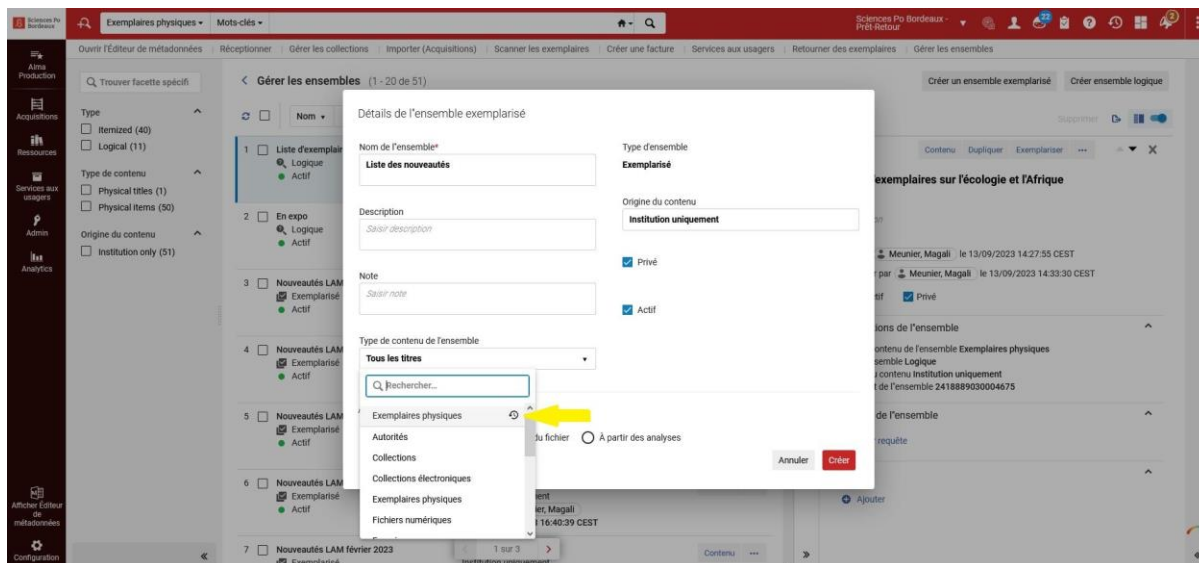 Sciences Po
Bordeaux
Exemplaires physiques
Mots-clés
Sciences Po Bordeaux -
Prêt-Retour
22
2
Ouvrir l'Éditeur de métadonnées
Réceptionner
Gérer les collections
Importer (Acquisitions)
Scanner les exemplaires
Créer une facture
Services aux usagers
Retourner des exemplaires
Gérer les ensembles
Alma
Production
Acquisitions
Ressources
Services aux
usagers
Admin
Analytics
Afficher Éditeur
de
métadonnées
Configuration
Trouver facette spécifi
Type
Itemized (40)
Logical (11)
Type de contenu
Physical titles (1)
Physical items (50)
Origine du contenu
Institution only (51)
Gérer les ensembles (1 - 20 de 51)
Créer un ensemble exemplarisé
Créer ensemble logique
Nom
Supprimer
1
Liste d'exemplair
Logique
Actif
2
En expo
Logique
Actif
3
Nouveautés LAM
Exemplarisé
Actif
4
Nouveautés LAM
Exemplarisé
Actif
5
Nouveautés LAM
Exemplarisé
Actif
6
Nouveautés LAM
Exemplarisé
Actif
7
Nouveautés LAM février 2023
Exemplarisé
Institution uniquement
Détails de l"ensemble exemplarisé
Nom de l"ensemble*
Liste des nouveautés
Type d'ensemble
Exemplarisé
Description
Saisir description
Origine du contenu
Institution uniquement
Privé
Note
Saisir note
Actif
Type de contenu de l'ensemble
Tous les titres
Rechercher...
Exemplaires physiques
Autorités
Collections
Collections électroniques
Exemplaires physiques
Fichiers numériques
du fichier
À partir des analyses
Annuler
Créer
ier, Magali
16:40:39 CEST
1 sur 3
Contenu
Contenu
Dupliquer
Exemplariser
exemplaires sur l'écologie et l'Afrique
Meunier, Magali le 13/09/2023 14:27:55 CEST
par Meunier, Magali le 13/09/2023 14:33:30 CEST
tif
Privé
ions de l"ensemble
ontenu de l'ensemble Exemplaires physiques
semble Logique
u contenu Institution uniquement
t de l"ensemble 2418889030004675
de l"ensemble
requête
Ajouter